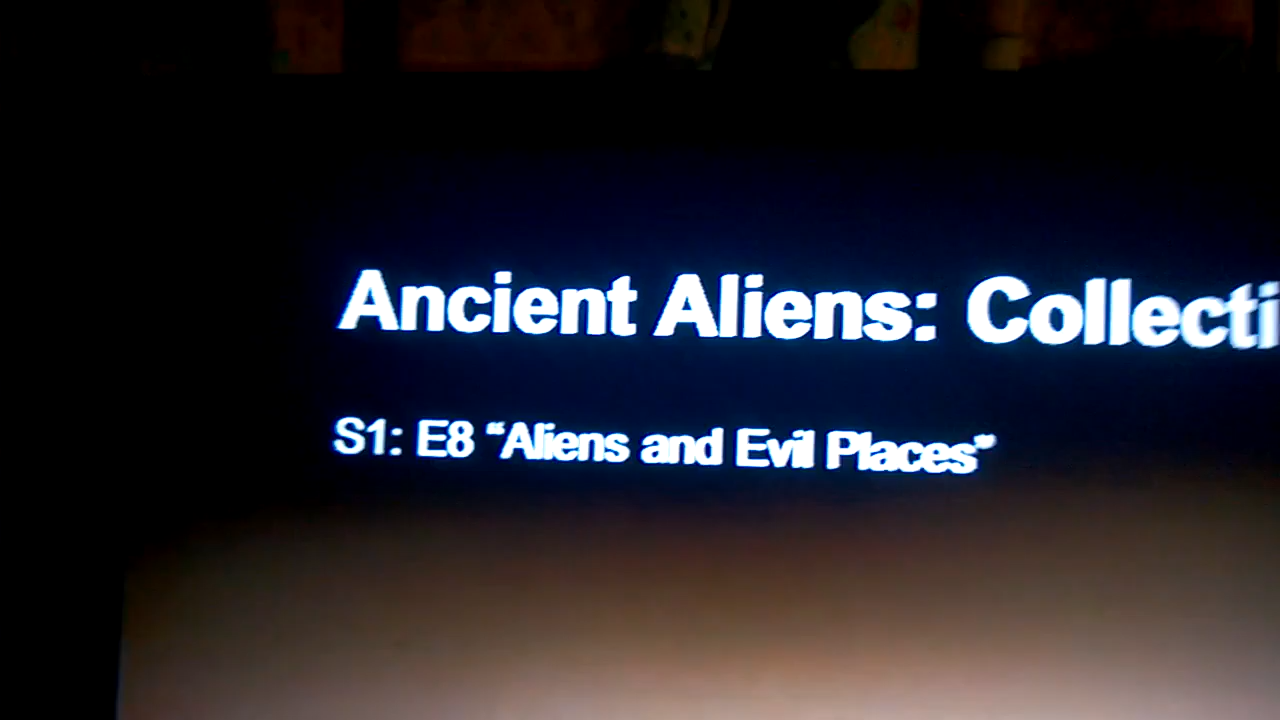 Ancient Aliens: Collecti
S1: E8 “Aliens and Evil Places”